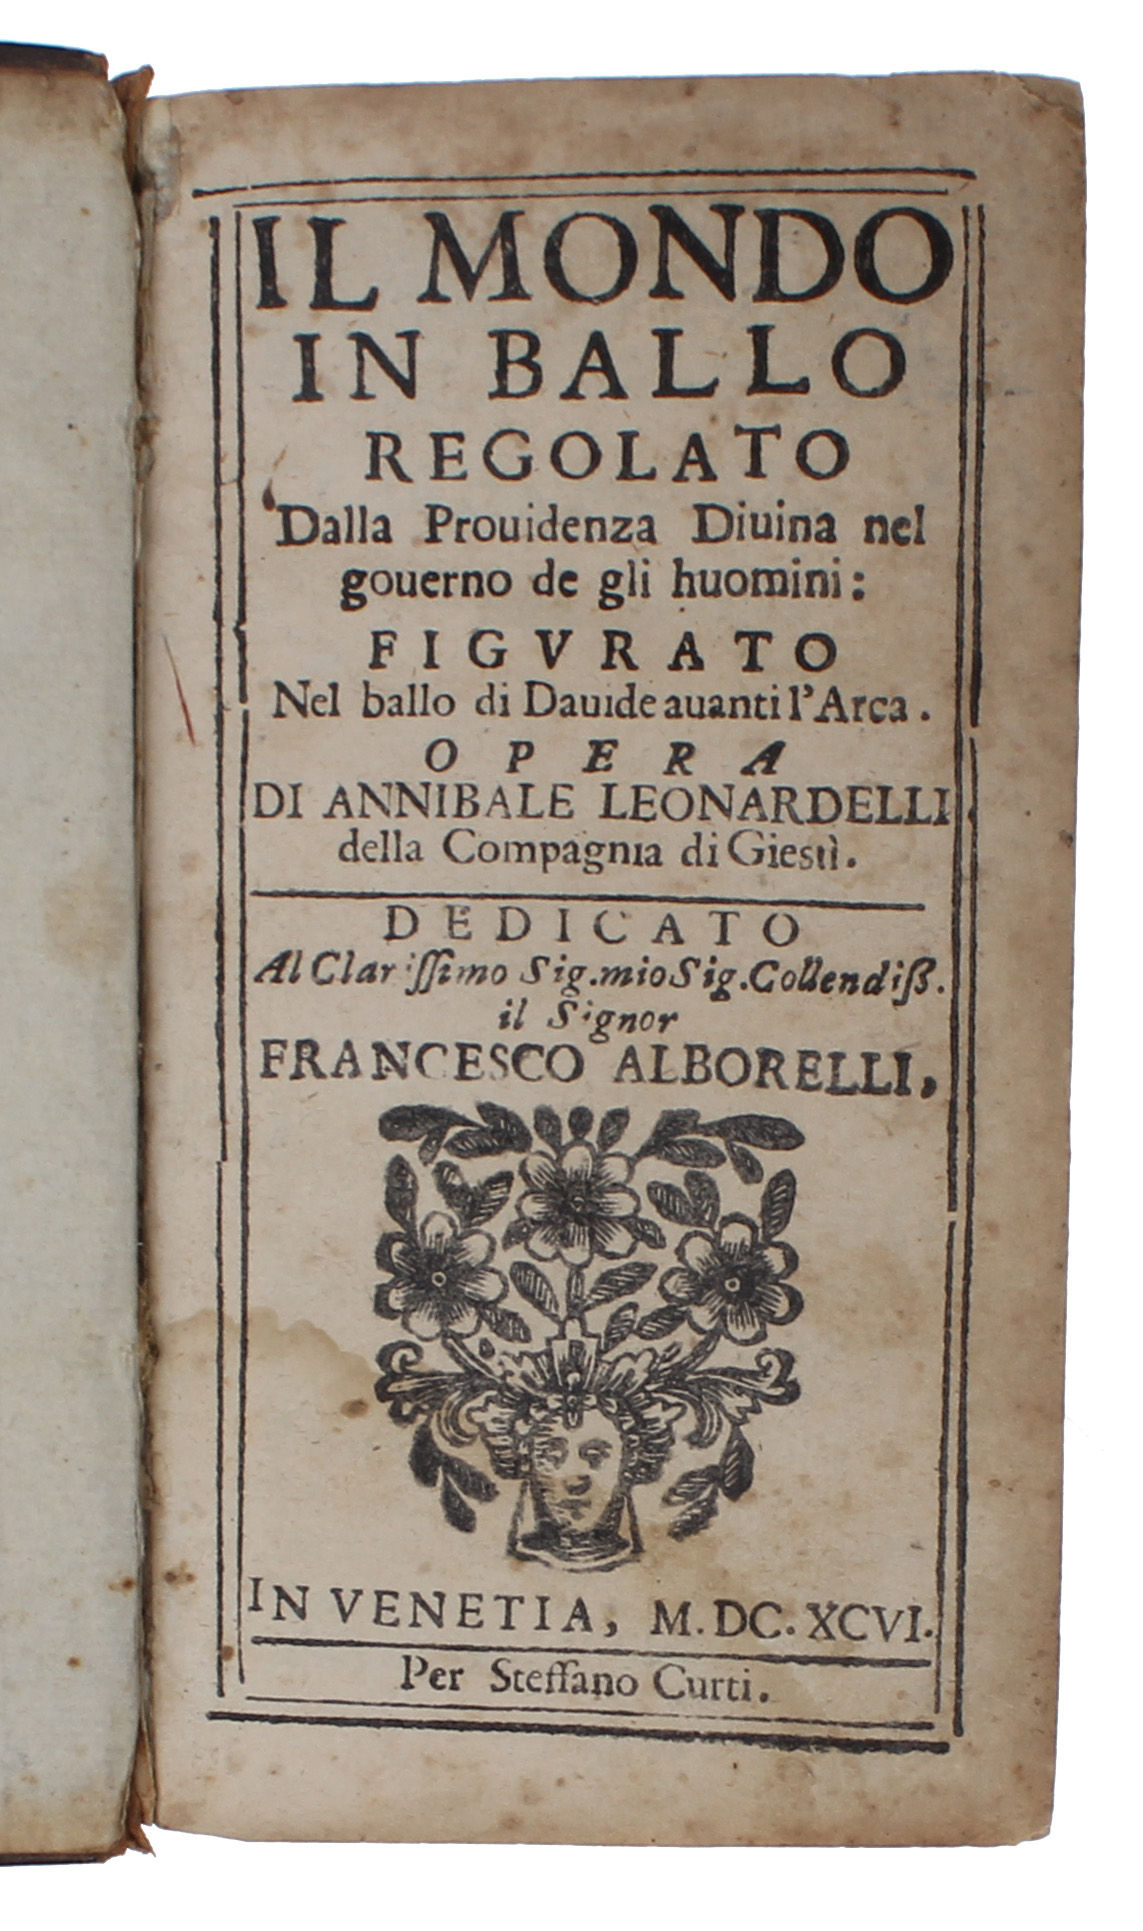 IL MONDO
IN BALLO
REGOLATO
Dalla Prouidenza Diuina nel
gouerno de gli huomini:
FIGVRATO
Nel ballo di Dauide auanti l'Arca.
OPERA
DI ANNIBALE LEONARDELLI
della Compagnia di Giesù.
DEDICATO
Al Clarissimo Sig. mio Sig. Collendiß.
il Signor
FRANCESCO ALBORELLI,
IN VENETIA, M. DC. XCVI.
Per Steffano Curti.